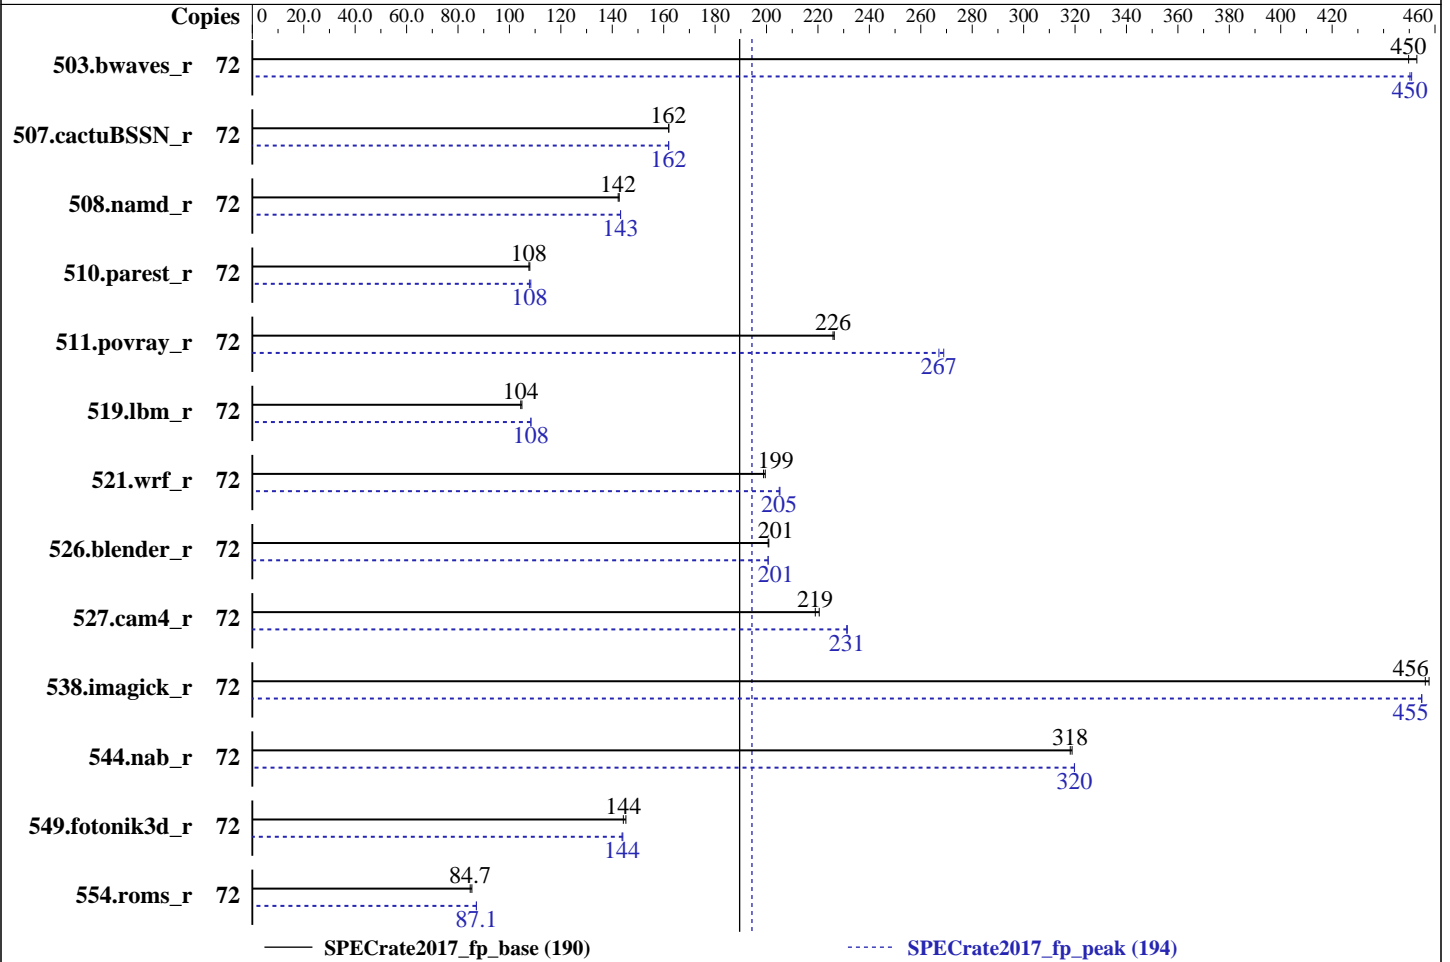 Copies 0 20.0 40.0 60.0 80.0 100 120 140 160 180 200 220 240 260 280 300 320 340 360 380 400 420 460
450
503.bwaves_r 72
450
162
507.cactuBSSN_r 72
162
142
508.namd_r 72
143
108
510.parest_r 72
108
226
511.povray_r 72
267
104
519.lbm_r 72
108
199
521.wrf_r 72
205
201
526.blender_r 72
201
219
527.cam4_r 72
231
456
538.imagick_r 72
455
318
544.nab_r 72
320
144
549.fotonik3d_r 72
144
84.7
554.roms_r 72
87.1
SPECrate2017_fp_base (190) SPECrate2017_fp_peak (194)